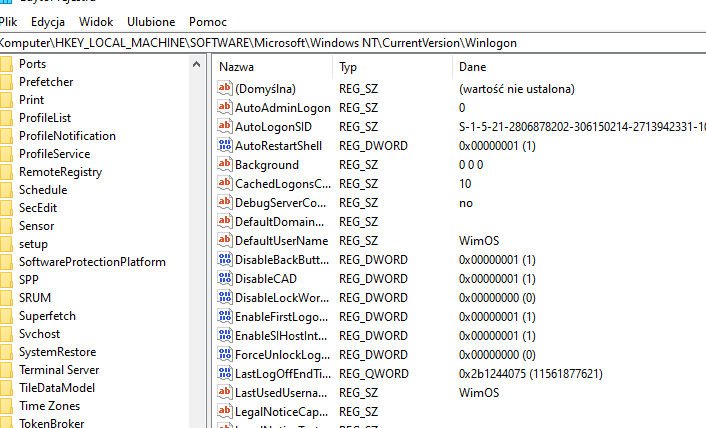 Plik Edycja Widok Ulubione Pomoc
Komputer\HKEY_LOCAL_MACHINE\SOFTWARE\Microsoft\Windows NT\CurrentVersion\Winlogon
Ports
Prefetcher
Print
ProfileList
ProfileNotification
ProfileService
RemoteRegistry
Schedule
SecEdit
Sensor
setup
SoftwareProtectionPlatform
SPP
SRUM
Superfetch
Svchost
SystemRestore
Terminal Server
TileDataModel
Time Zones
TokenBroker
Nazwa Typ Dane
(Domyślna) REG_SZ (wartość nie ustalona)
AutoAdminLogon REG_SZ 0
AutoLogonSID REG_SZ S-1-5-21-2806878202-306150214-2713942331-10
AutoRestartShell REG_DWORD 0x00000001 (1)
Background REG_SZ 0 0 0
CachedLogonsC... REG_SZ 10
DebugServerCo... REG_SZ no
DefaultDomain... REG_SZ
DefaultUserName REG_SZ WimOS
DisableBackButt... REG_DWORD 0x00000001 (1)
DisableCAD REG_DWORD 0x00000001 (1)
DisableLockWor... REG_DWORD 0x00000000 (0)
EnableFirstLogo... REG_DWORD 0x00000001 (1)
EnableSIHostInt... REG_DWORD 0x00000001 (1)
ForceUnlockLog... REG_DWORD 0x00000000 (0)
LastLogOffEndTi... REG_QWORD 0x2b1244075 (11561877621)
LastUsedUserna... REG_SZ WimOS
LegalNoticeCap... REG_SZ